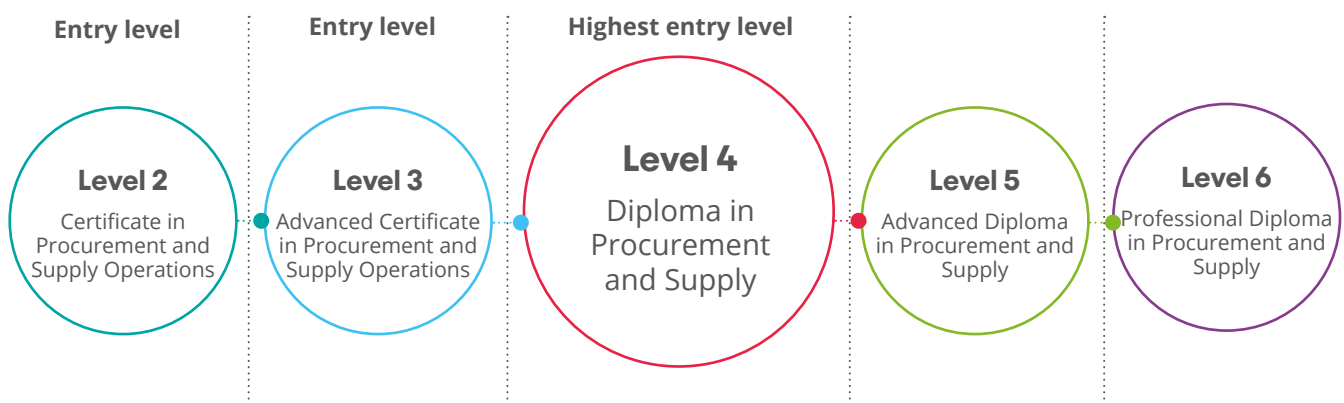 Entry level
Entry level
Highest entry level
Level 2
Certificate in
Procurement and
Supply Operations
Level 3
Advanced Certificate
in Procurement and
Supply Operations
Level 4
Diploma in
Procurement
and Supply
Level 5
Advanced Diploma
in Procurement and
Supply
Level 6
Professional Diploma
in Procurement and
Supply